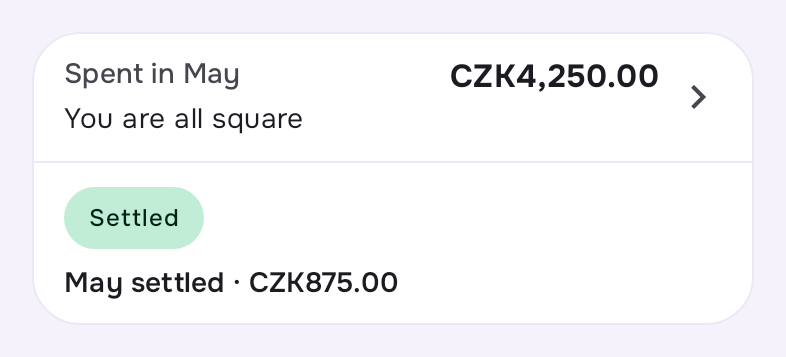 Spent in May
CZK4,250.00
You are all square
Settled
May settled · CZK875.00